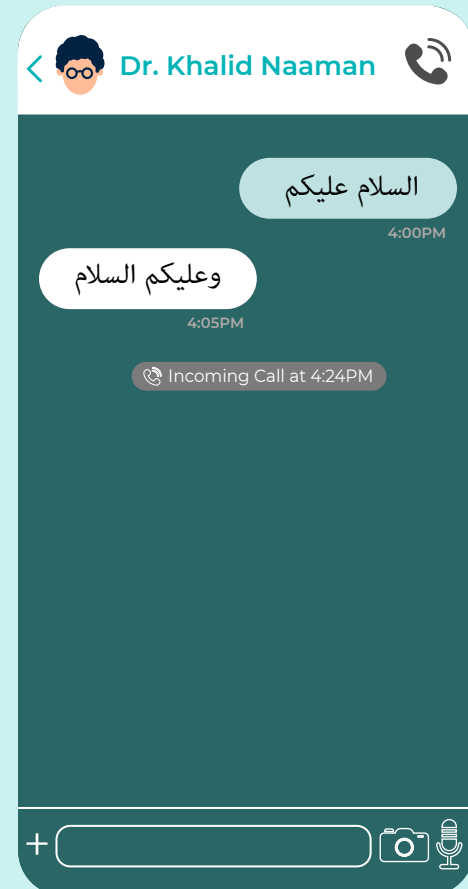 Dr. Khalid Naaman
السلام عليكم
4:00PM
وعليكم السلام
4:05PM
Incoming Call at 4:24PM